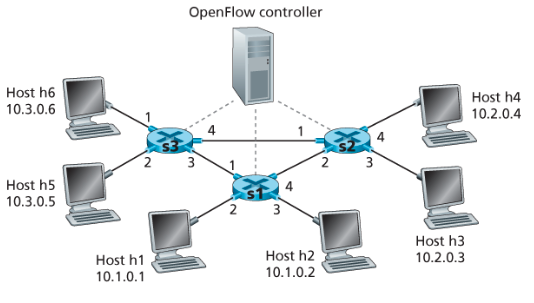 OpenFlow controller
Host h6
10.3.0.6
1
s3
4
2
3
Host h5
10.3.0.5
1
s2
4
2
3
Host h4
10.2.0.4
1
s1
4
2
3
Host h1
10.1.0.1
Host h2
10.1.0.2
Host h3
10.2.0.3